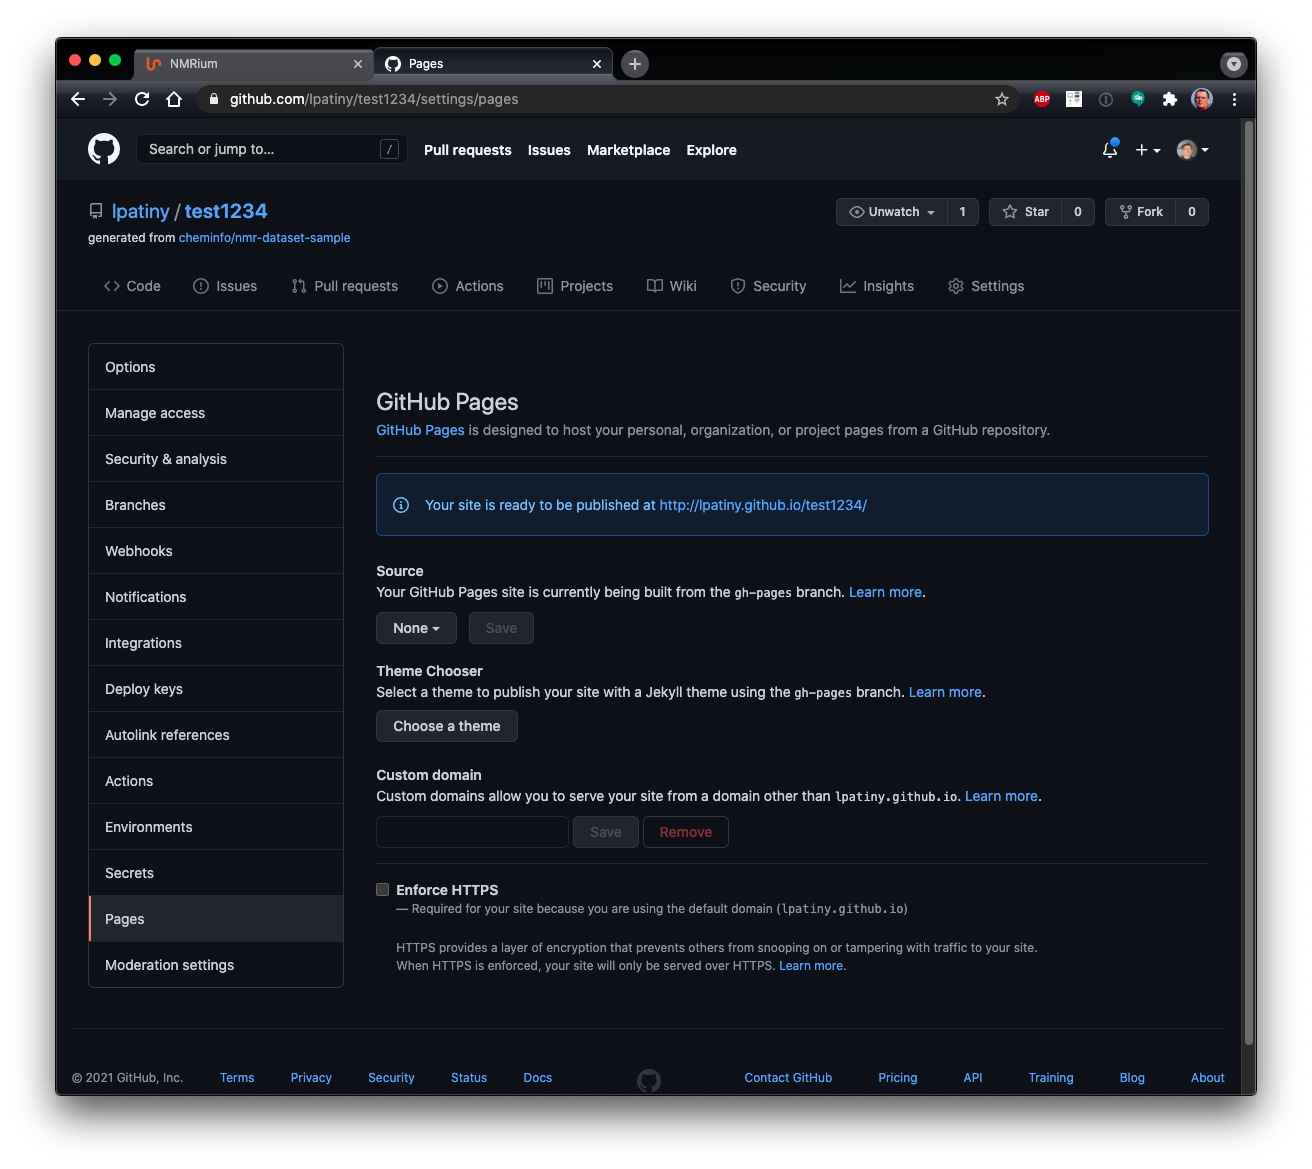 NMRium
Pages
github.com/lpatiny/test1234/settings/pages
ABP
Search or jump to...
/
Pull requests
Issues
Marketplace
Explore
lpatiny / test1234
Unwatch 1
Star 0
Fork 0
generated from cheminfo/nmr-dataset-sample
Code
Issues
Pull requests
Actions
Projects
Wiki
Security
Insights
Settings
Options
Manage access
Security & analysis
Branches
Webhooks
Notifications
Integrations
Deploy keys
Autolink references
Actions
Environments
Secrets
Pages
Moderation settings
GitHub Pages
GitHub Pages is designed to host your personal, organization, or project pages from a GitHub repository.
Your site is ready to be published at http://lpatiny.github.io/test1234/
Source
Your GitHub Pages site is currently being built from the gh-pages branch. Learn more.
None
Save
Theme Chooser
Select a theme to publish your site with a Jekyll theme using the gh-pages branch. Learn more.
Choose a theme
Custom domain
Custom domains allow you to serve your site from a domain other than lpatiny.github.io. Learn more.
Save
Remove
Enforce HTTPS
— Required for your site because you are using the default domain (lpatiny.github.io)
HTTPS provides a layer of encryption that prevents others from snooping on or tampering with traffic to your site.
When HTTPS is enforced, your site will only be served over HTTPS. Learn more.
© 2021 GitHub, Inc.
Terms
Privacy
Security
Status
Docs
Contact GitHub
Pricing
API
Training
Blog
About